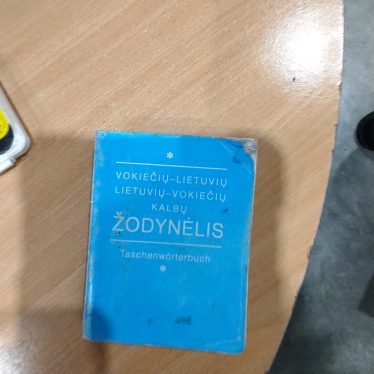 VOKIEČIŲ–LIETUVIŲ
LIETUVIŲ–VOKIEČIŲ
KALBŲ
ŽODYNĖLIS
Taschenwörterbuch